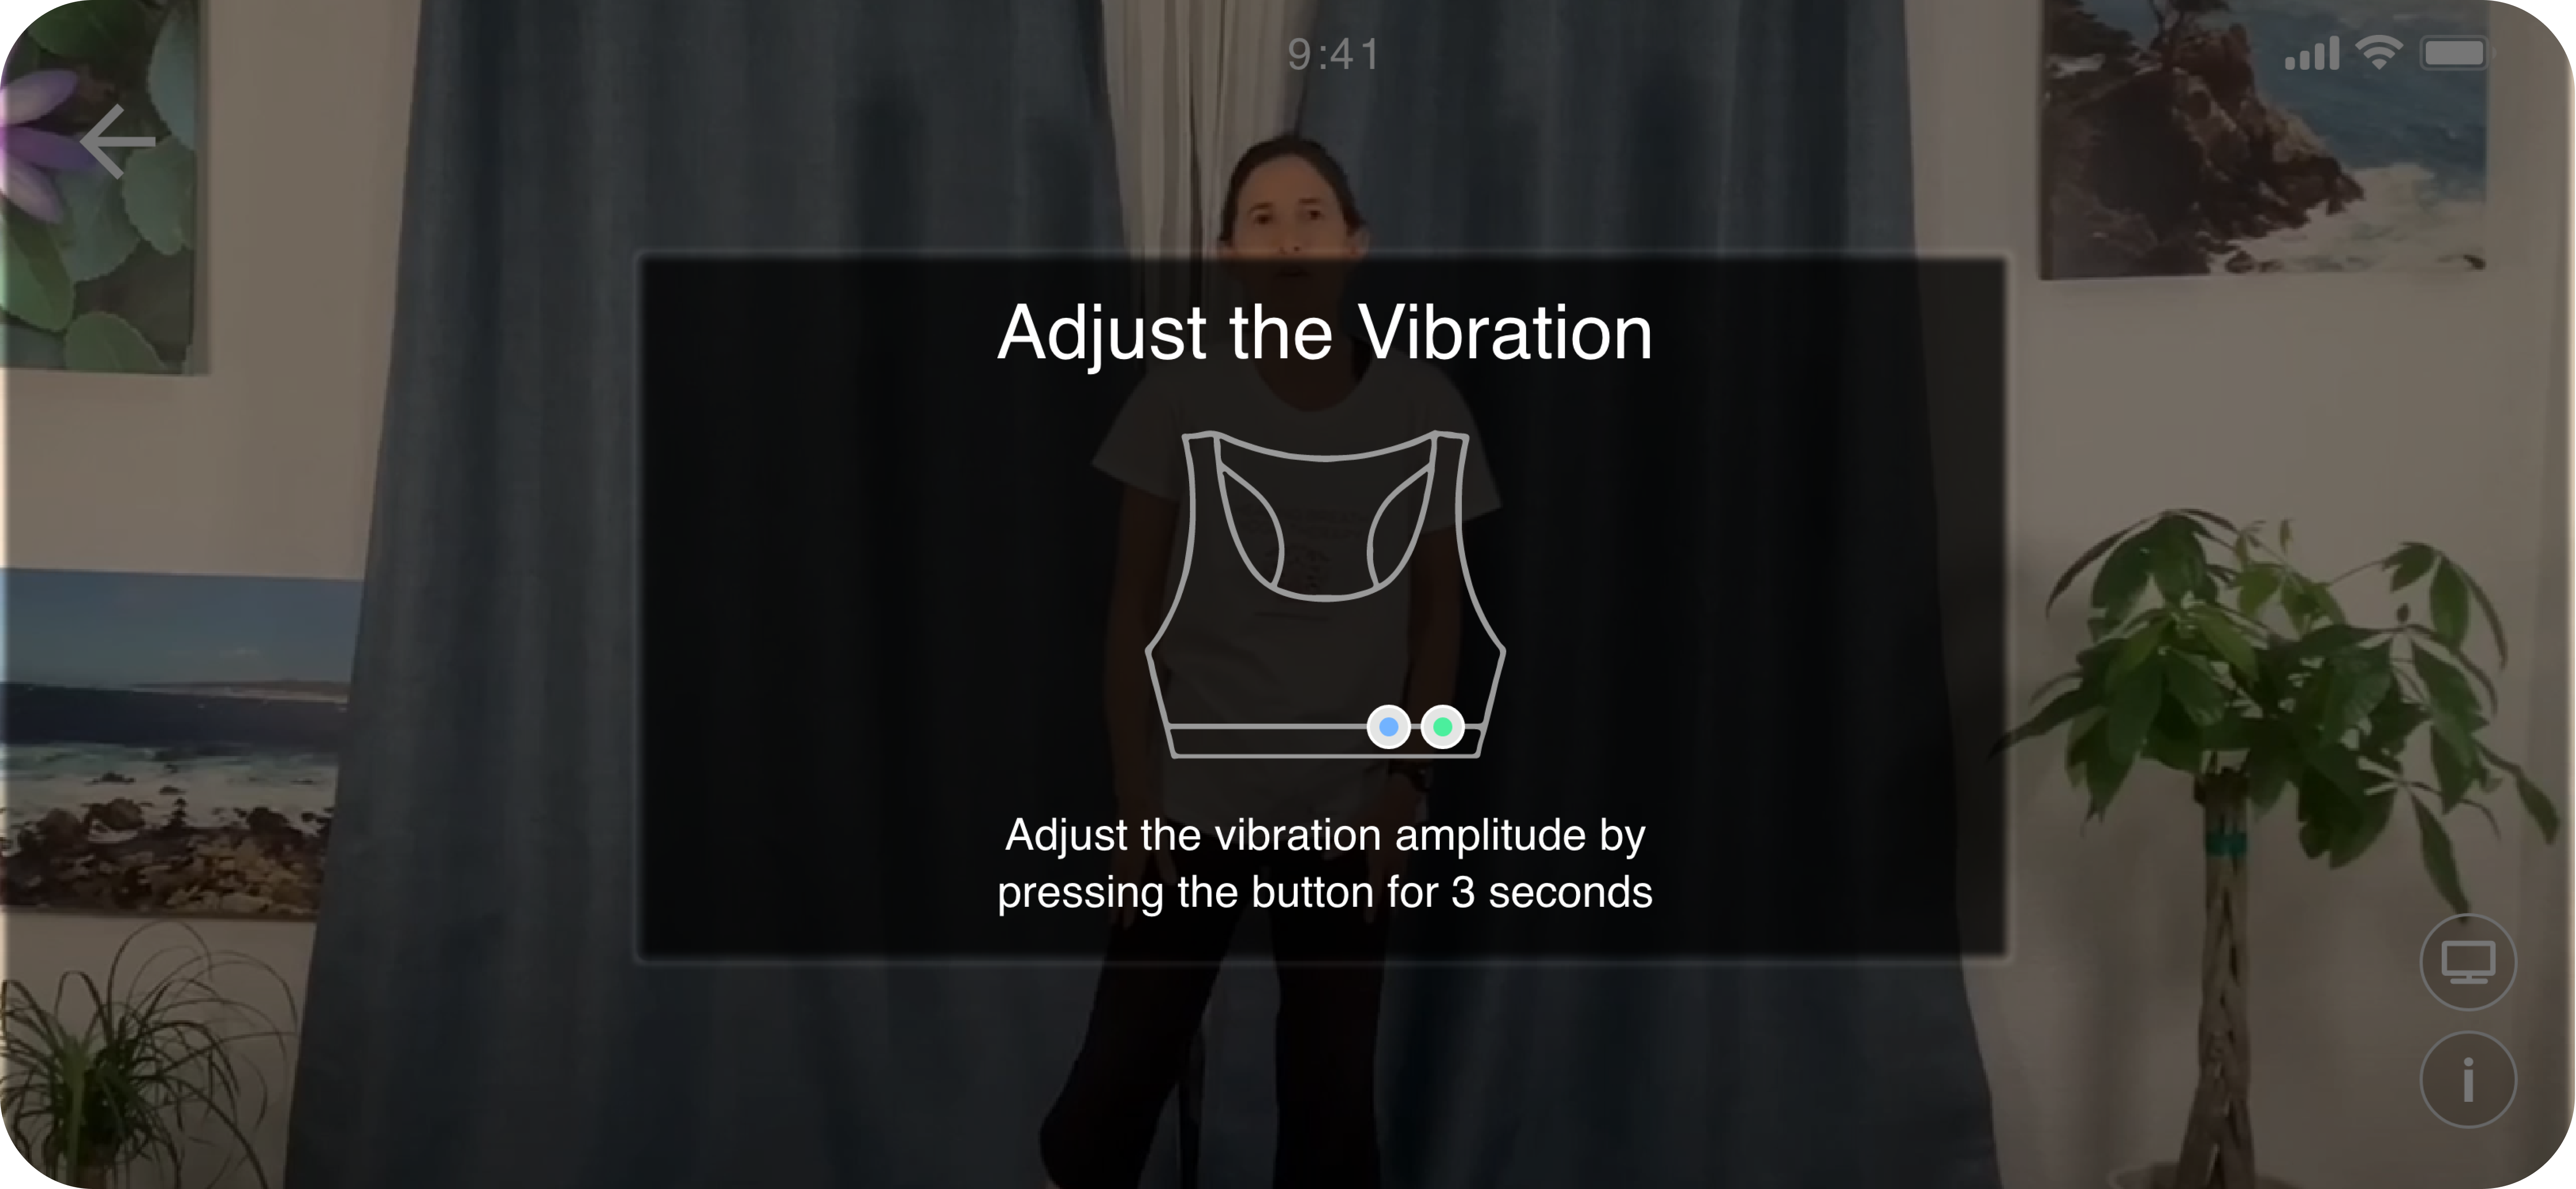 9:41
Adjust the Vibration
Adjust the vibration amplitude by
pressing the button for 3 seconds
i